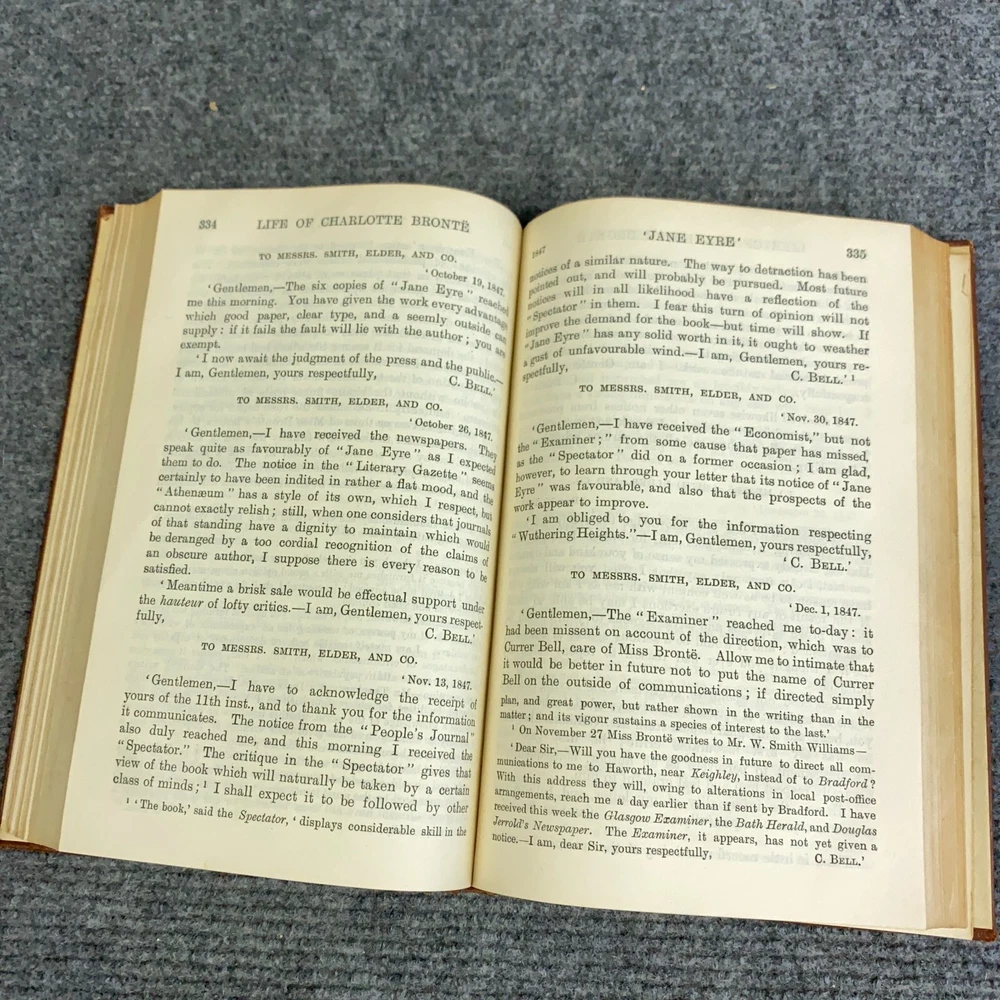 334 LIFE OF CHARLOTTE BRONTË
TO MESSRS. SMITH, ELDER, AND CO.
' October 19, 1847.
' Gentlemen,—The six copies of " Jane Eyre " reached
me this morning. You have given the work every advantage
which good paper, clear type, and a seemly outside can
supply : if it fails the fault will lie with the author ; you are
exempt.
' I now await the judgment of the press and the public.—
I am, Gentlemen, yours respectfully, C. BELL.'
TO MESSRS. SMITH, ELDER, AND CO.
' October 26, 1847.
' Gentlemen,—I have received the newspapers. They
speak quite as favourably of " Jane Eyre " as I expected
them to do. The notice in the " Literary Gazette " seems
certainly to have been indited in rather a flat mood, and the
" Athenæum " has a style of its own, which I respect, but
cannot exactly relish ; still, when one considers that journals
of that standing have a dignity to maintain which would
be deranged by a too cordial recognition of the claims of
an obscure author, I suppose there is every reason to be
satisfied.
' Meantime a brisk sale would be effectual support under
the hauteur of lofty critics.—I am, Gentlemen, yours respect-
fully, C. BELL.'
TO MESSRS. SMITH, ELDER, AND CO.
' Nov. 13, 1847.
' Gentlemen,—I have to acknowledge the receipt of
yours of the 11th inst., and to thank you for the information
it communicates. The notice from the " People's Journal "
also duly reached me, and this morning I received the
" Spectator." The critique in the " Spectator " gives that
view of the book which will naturally be taken by a certain
class of minds ; ¹ I shall expect it to be followed by other
¹ ' The book,' said the Spectator, ' displays considerable skill in the
1847 ' JANE EYRE ' 335
notices of a similar nature. The way to detraction has been
pointed out, and will probably be pursued. Most future
notices will in all likelihood have a reflection of the
" Spectator " in them. I fear this turn of opinion will not
improve the demand for the book—but time will show. If
" Jane Eyre " has any solid worth in it, it ought to weather
a gust of unfavourable wind.—I am, Gentlemen, yours re-
spectfully, C. BELL.' ¹
TO MESSRS. SMITH, ELDER, AND CO.
' Nov. 30, 1847.
' Gentlemen,—I have received the " Economist," but not
the " Examiner ; " from some cause that paper has missed,
as the " Spectator " did on a former occasion ; I am glad,
however, to learn through your letter that its notice of " Jane
Eyre " was favourable, and also that the prospects of the
work appear to improve.
' I am obliged to you for the information respecting
" Wuthering Heights."—I am, Gentlemen, yours respectfully,
' C. BELL.'
TO MESSRS. SMITH, ELDER, AND CO.
' Dec. 1, 1847.
' Gentlemen,—The " Examiner " reached me to-day : it
had been missent on account of the direction, which was to
Currer Bell, care of Miss Brontë. Allow me to intimate that
it would be better in future not to put the name of Currer
Bell on the outside of communications ; if directed simply
plan, and great power, but rather shown in the writing than in the
matter ; and its vigour sustains a species of interest to the last.'
¹ On November 27 Miss Brontë writes to Mr. W. Smith Williams—
' Dear Sir,—Will you have the goodness in future to direct all com-
munications to me to Haworth, near Keighley, instead of to Bradford ?
With this address they will, owing to alterations in local post-office
arrangements, reach me a day earlier than if sent by Bradford. I have
received this week the Glasgow Examiner, the Bath Herald, and Douglas
Jerrold's Newspaper. The Examiner, it appears, has not yet given a
notice.—I am, dear Sir, yours respectfully, C. BELL.'